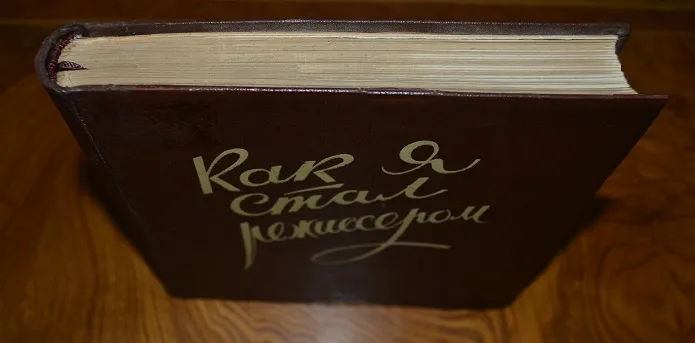 Как я
стал
режиссером